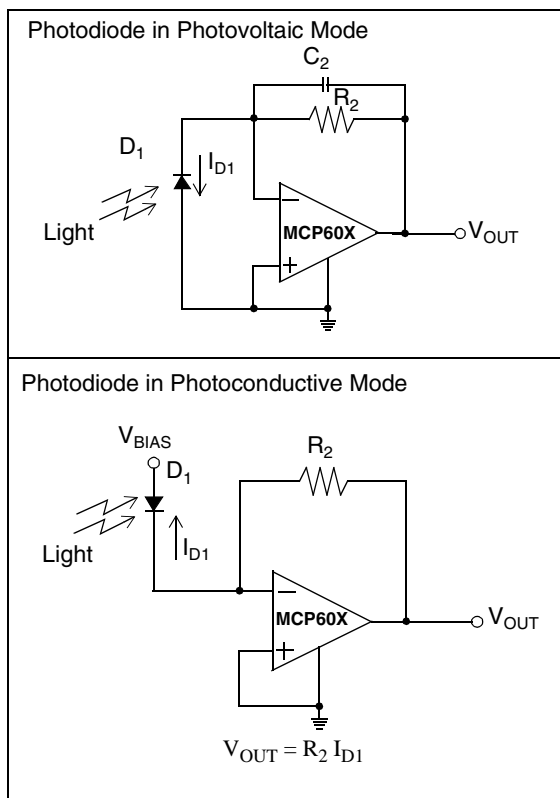 Photodiode in Photovoltaic Mode
C2
R2
D1
ID1
Light
MCP60X
VOUT
Photodiode in Photoconductive Mode
VBIAS
D1
R2
Light
ID1
MCP60X
VOUT
VOUT = R2 ID1